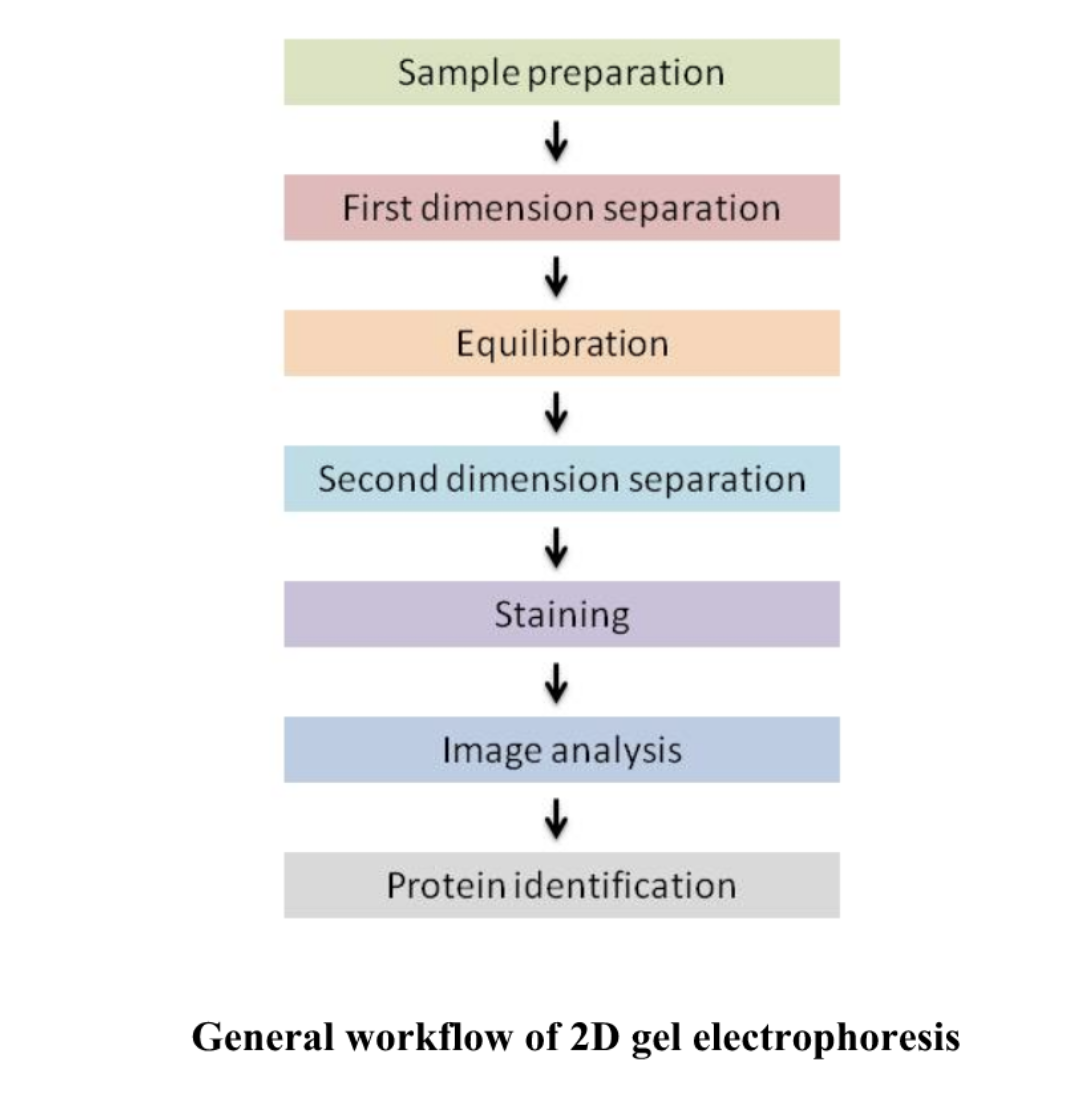 Sample preparation
First dimension separation
Equilibration
Second dimension separation
Staining
Image analysis
Protein identification
General workflow of 2D gel electrophoresis